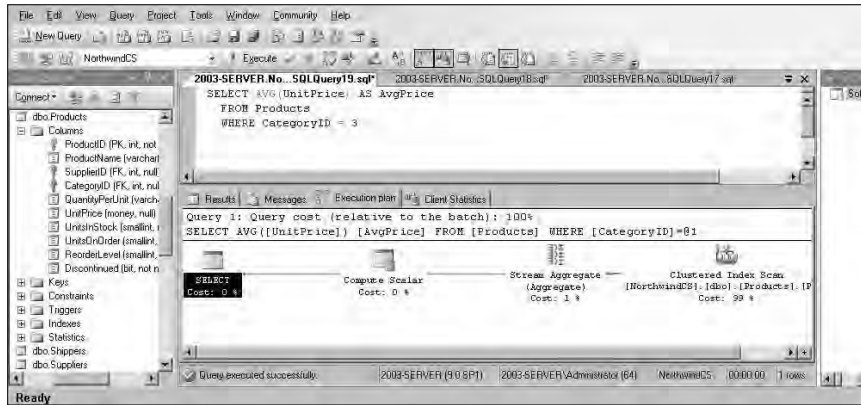 File Edit View Query Project Tools Window Community Help
New Query
NorthwindCS
Execute
Connect
dbo.Products
Columns
ProductID (PK, int, not
ProductName (varchar(
SupplierID (FK, int, null
CategoryID (FK, int, nul
QuantityPerUnit (varch
UnitPrice (money, null)
UnitsInStock (smallint,
UnitsOnOrder (smallint,
ReorderLevel (smallint,
Discontinued (bit, not n
Keys
Constraints
Triggers
Indexes
Statistics
dbo.Shippers
dbo.Suppliers
2003-SERVER.No...SQLQuery19.sql* 2003-SERVER.No...SQLQuery18.sql* 2003-SERVER.No...SQLQuery17.sql
SELECT AVG(UnitPrice) AS AvgPrice
FROM Products
WHERE CategoryID = 3
Results Messages Execution plan Client Statistics
Query 1: Query cost (relative to the batch): 100%
SELECT AVG([UnitPrice]) [AvgPrice] FROM [Products] WHERE [CategoryID]=@1
SELECT
Cost: 0 %
Compute Scalar
Cost: 0 %
Stream Aggregate
(Aggregate)
Cost: 1 %
Clustered Index Scan
[NorthwindCS].[dbo].[Products].[P
Cost: 99 %
Query executed successfully. 2003-SERVER (9.0 SP1) 2003-SERVER\Administrator (64) NorthwindCS 00:00:00 1 rows
Sol
Ready